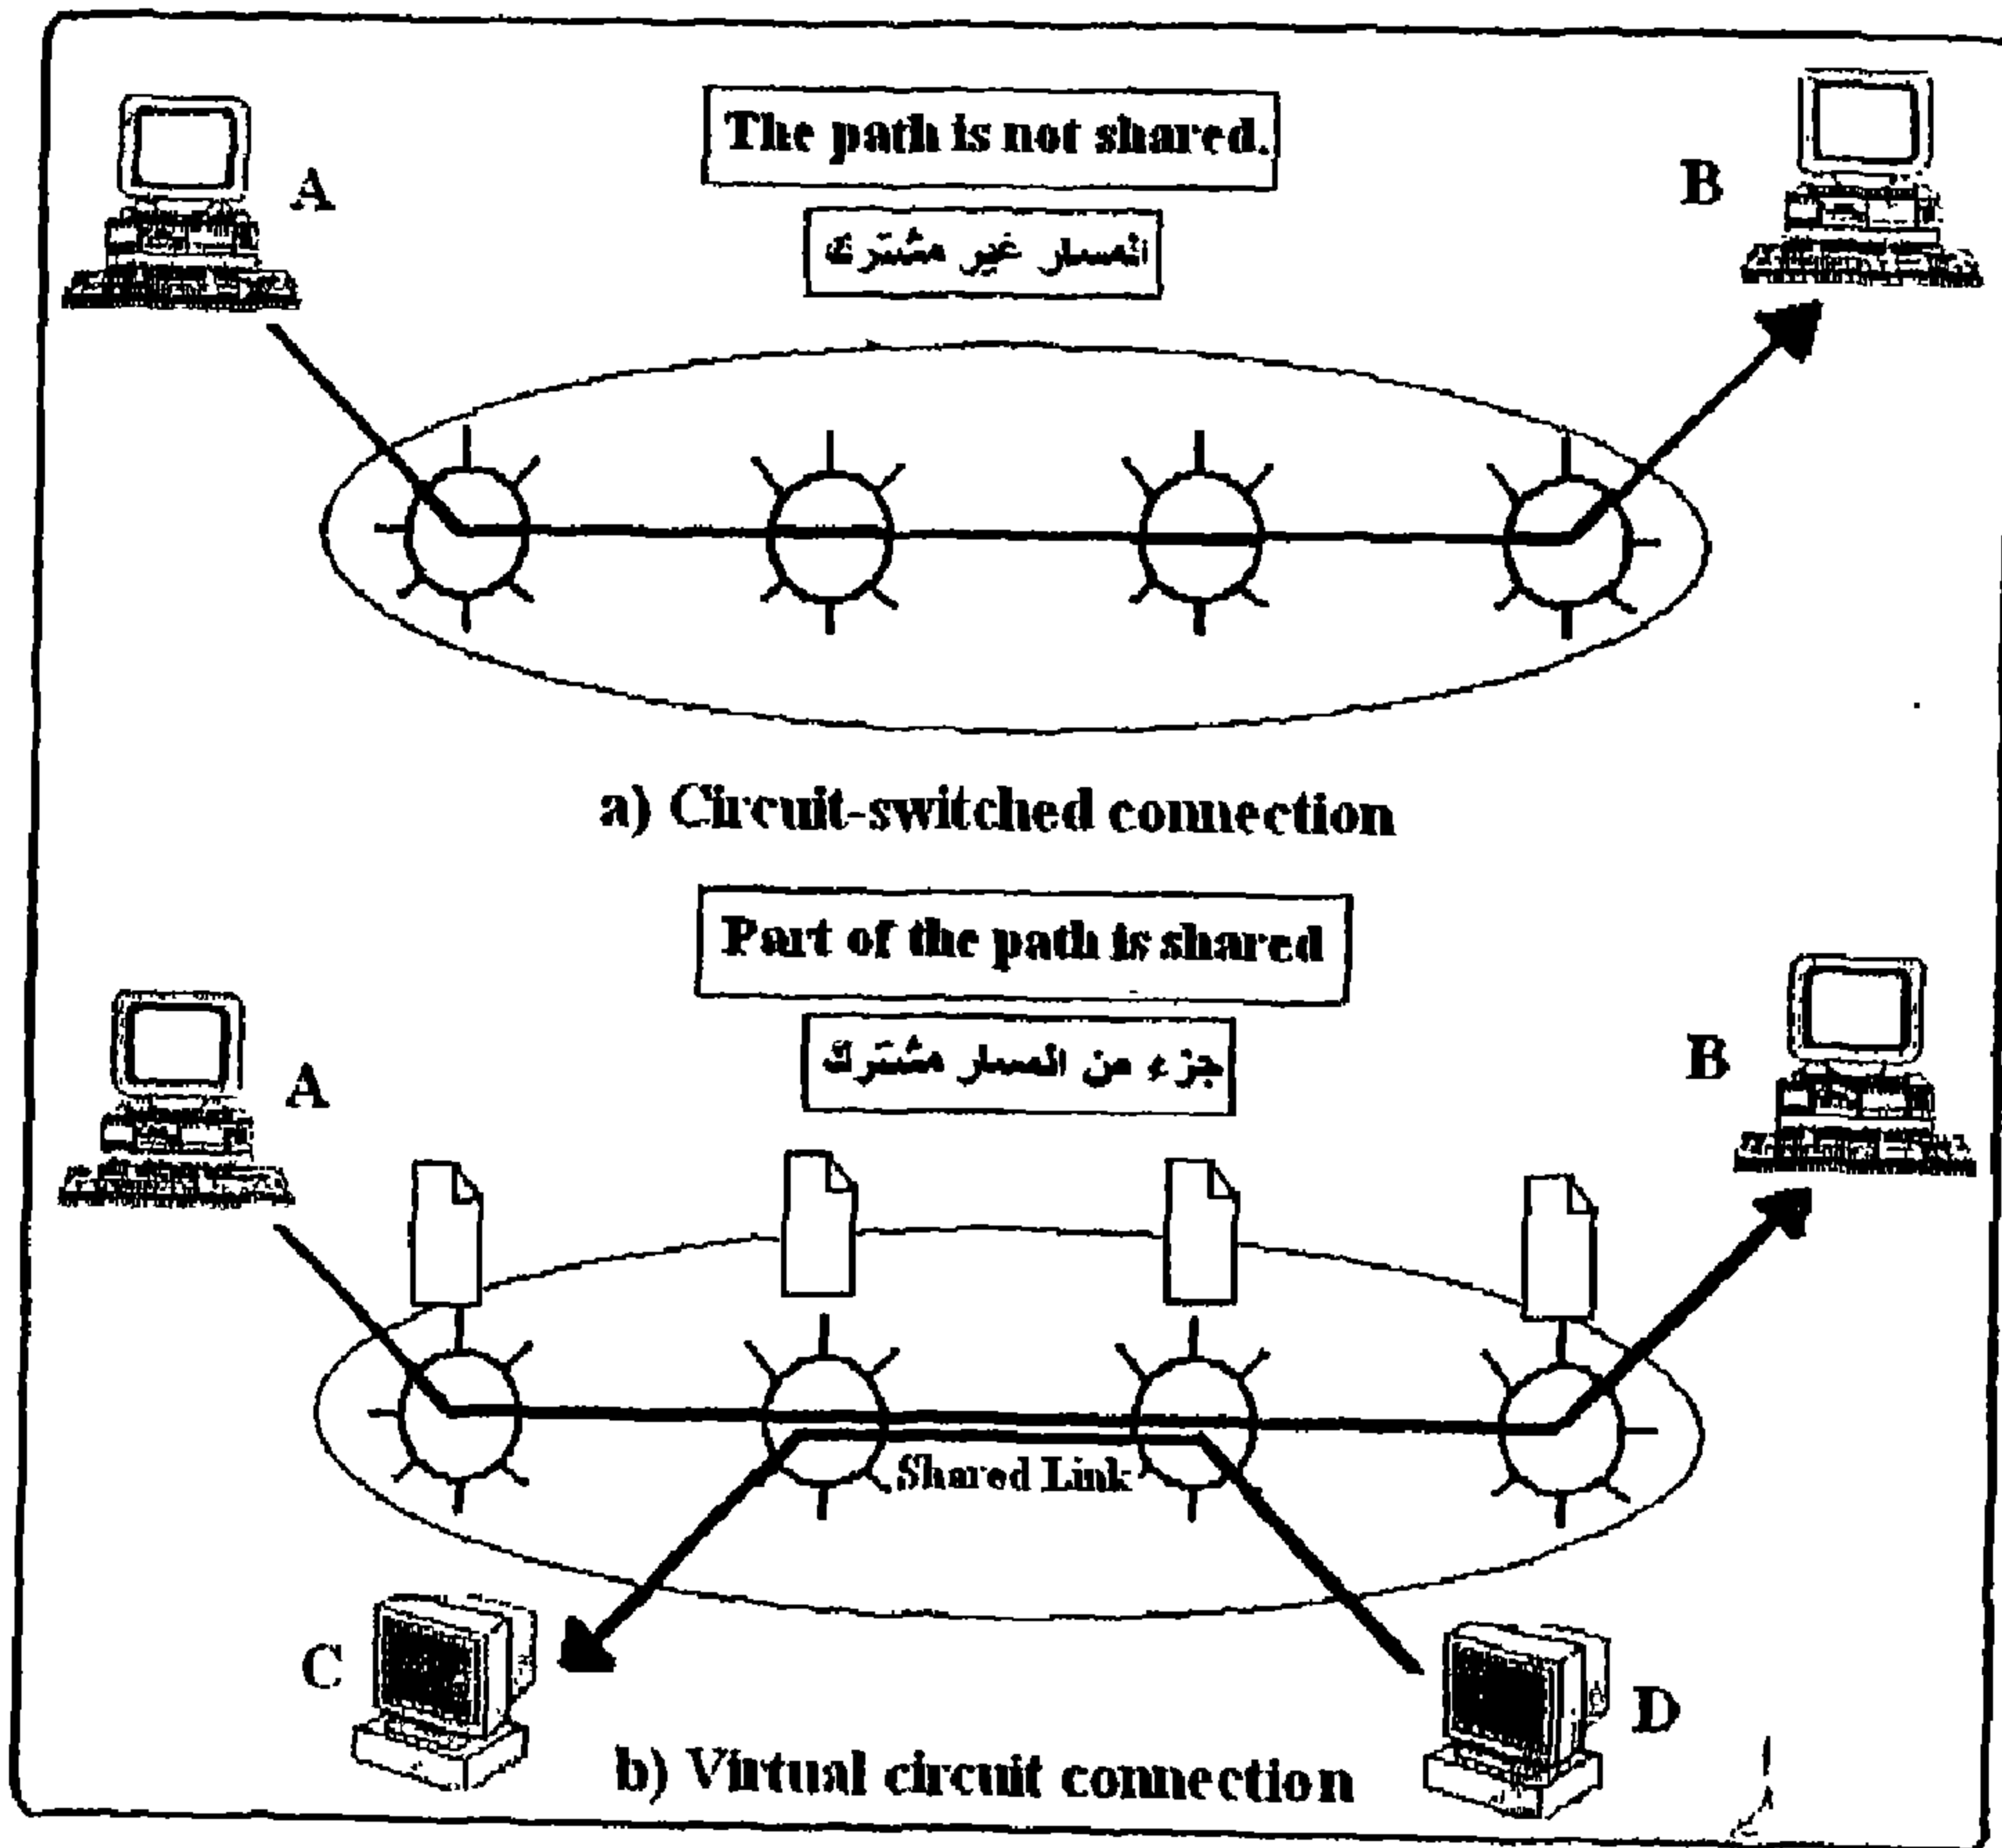 The path is not shared.
A
B
المسار غير مشترك
a) Circuit-switched connection
Part of the path is shared
جزء من المسار مشترك
A
B
Shared Link
C
D
b) Virtual circuit connection